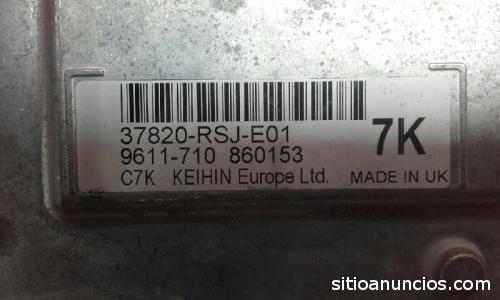 37820-RSJ-E01
7K
9611-710 860153
C7K KEIHIN Europe Ltd. MADE IN UK
sitioanuncios.com